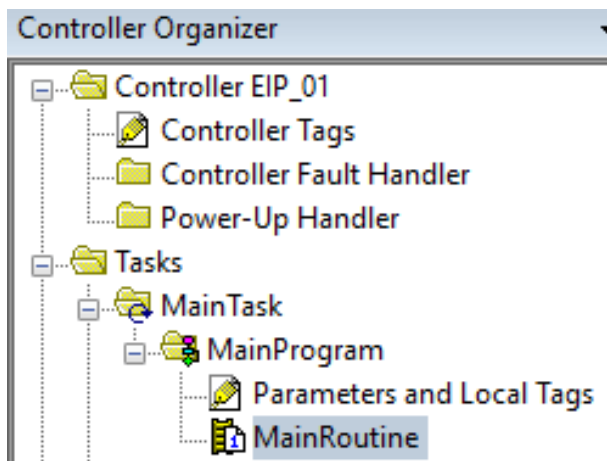 Controller Organizer
Controller EIP_01
Controller Tags
Controller Fault Handler
Power-Up Handler
Tasks
MainTask
MainProgram
Parameters and Local Tags
MainRoutine